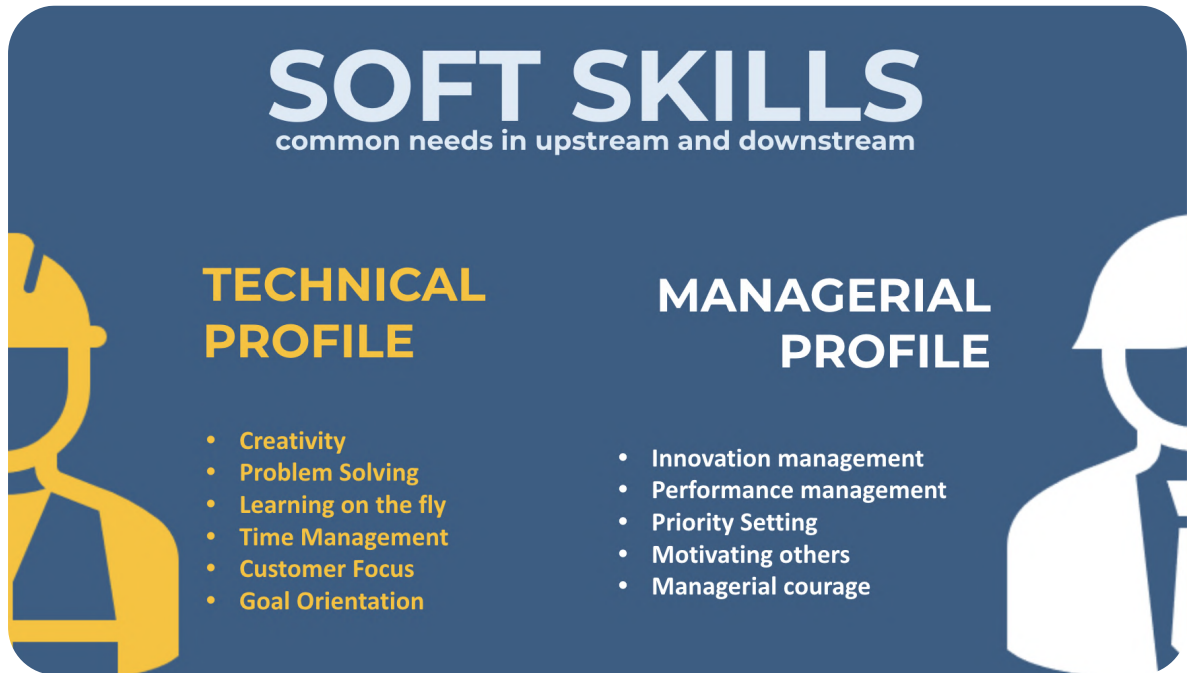 SOFT SKILLS
common needs in upstream and downstream
TECHNICAL
PROFILE
• Creativity
• Problem Solving
• Learning on the fly
• Time Management
• Customer Focus
• Goal Orientation
MANAGERIAL
PROFILE
• Innovation management
• Performance management
• Priority Setting
• Motivating others
• Managerial courage